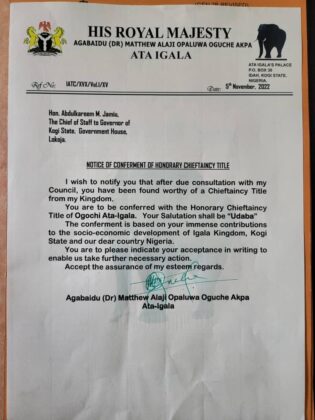 HIS ROYAL MAJESTY
AGABAIDU (DR) MATTHEW ALAJI OPALUWA OGUCHE AKPA
ATA IGALA
ATA IGALA'S PALACE
P.O. BOX 36
IDAH, KOGI STATE,
NIGERIA.
Ref No: IATC/XVII/Vol.I/XV
Date: 5th November, 2022
Hon. Abdulkareem M. Jamiu,
The Chief of Staff to Governor of
Kogi State. Government House,
Lokoja.
NOTICE OF CONFERMENT OF HONORARY CHIEFTAINCY TITLE
I wish to notify you that after due consultation with my
Council, you have been found worthy of a Chieftaincy Title
from my Kingdom.
You are to be conferred with the Honorary Chieftaincy
Title of Ogochi Ata-Igala. Your Salutation shall be "Udaba"
The conferment is based on your immense contributions
to the socio-economic development of Igala Kingdom, Kogi
State and our dear country Nigeria.
You are to please indicate your acceptance in writing to
enable us take further necessary action.
Accept the assurance of my esteem regards.
Agabaidu (Dr) Matthew Alaji Opaluwa Oguche Akpa
Ata-Igala